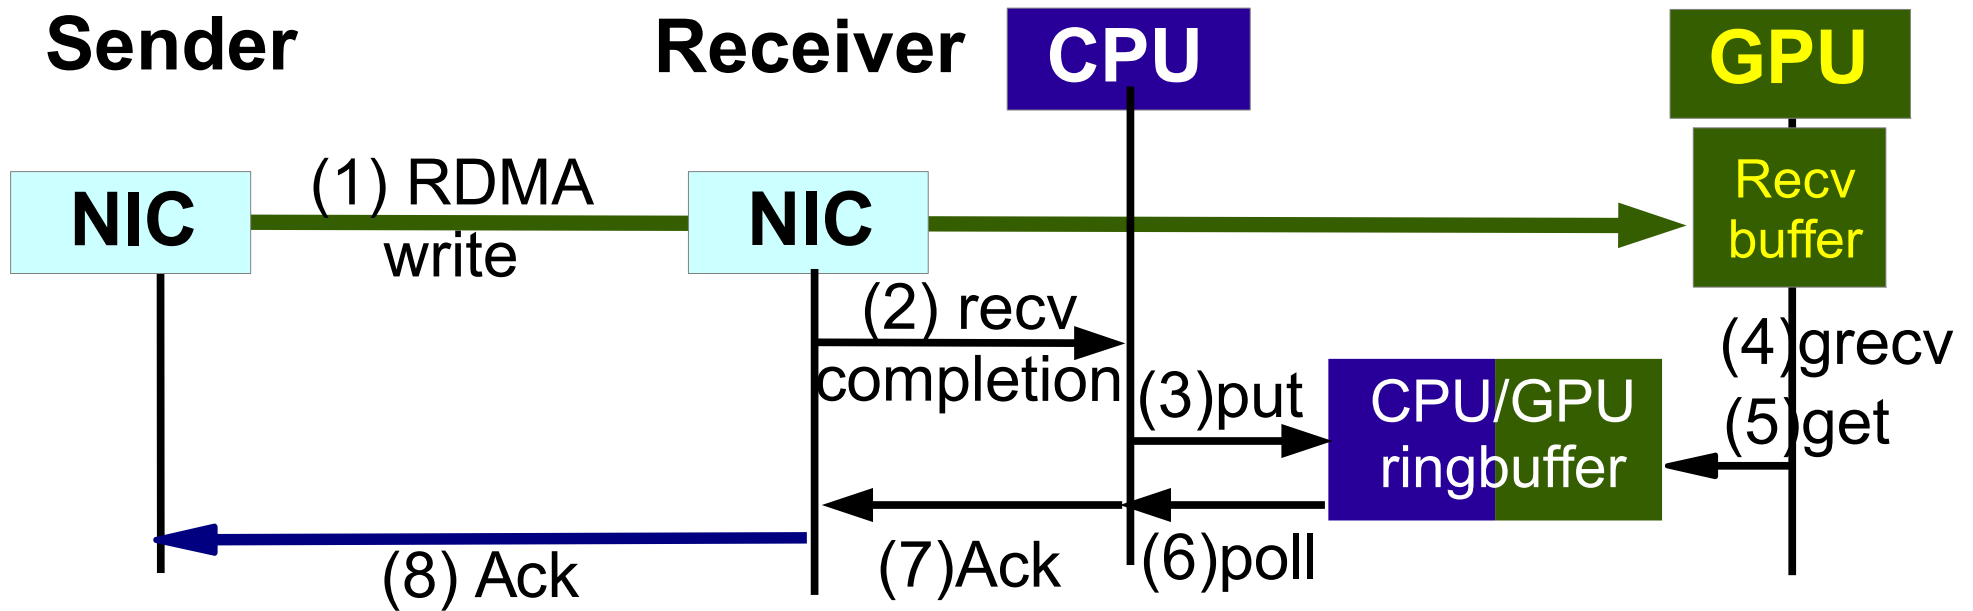 Sender
Receiver
CPU
GPU
NIC
(1) RDMA
write
NIC
Recv
buffer
(2) recv
completion
(3)put
CPU/GPU
ringbuffer
(4)grecv
(5)get
(6)poll
(7)Ack
(8) Ack